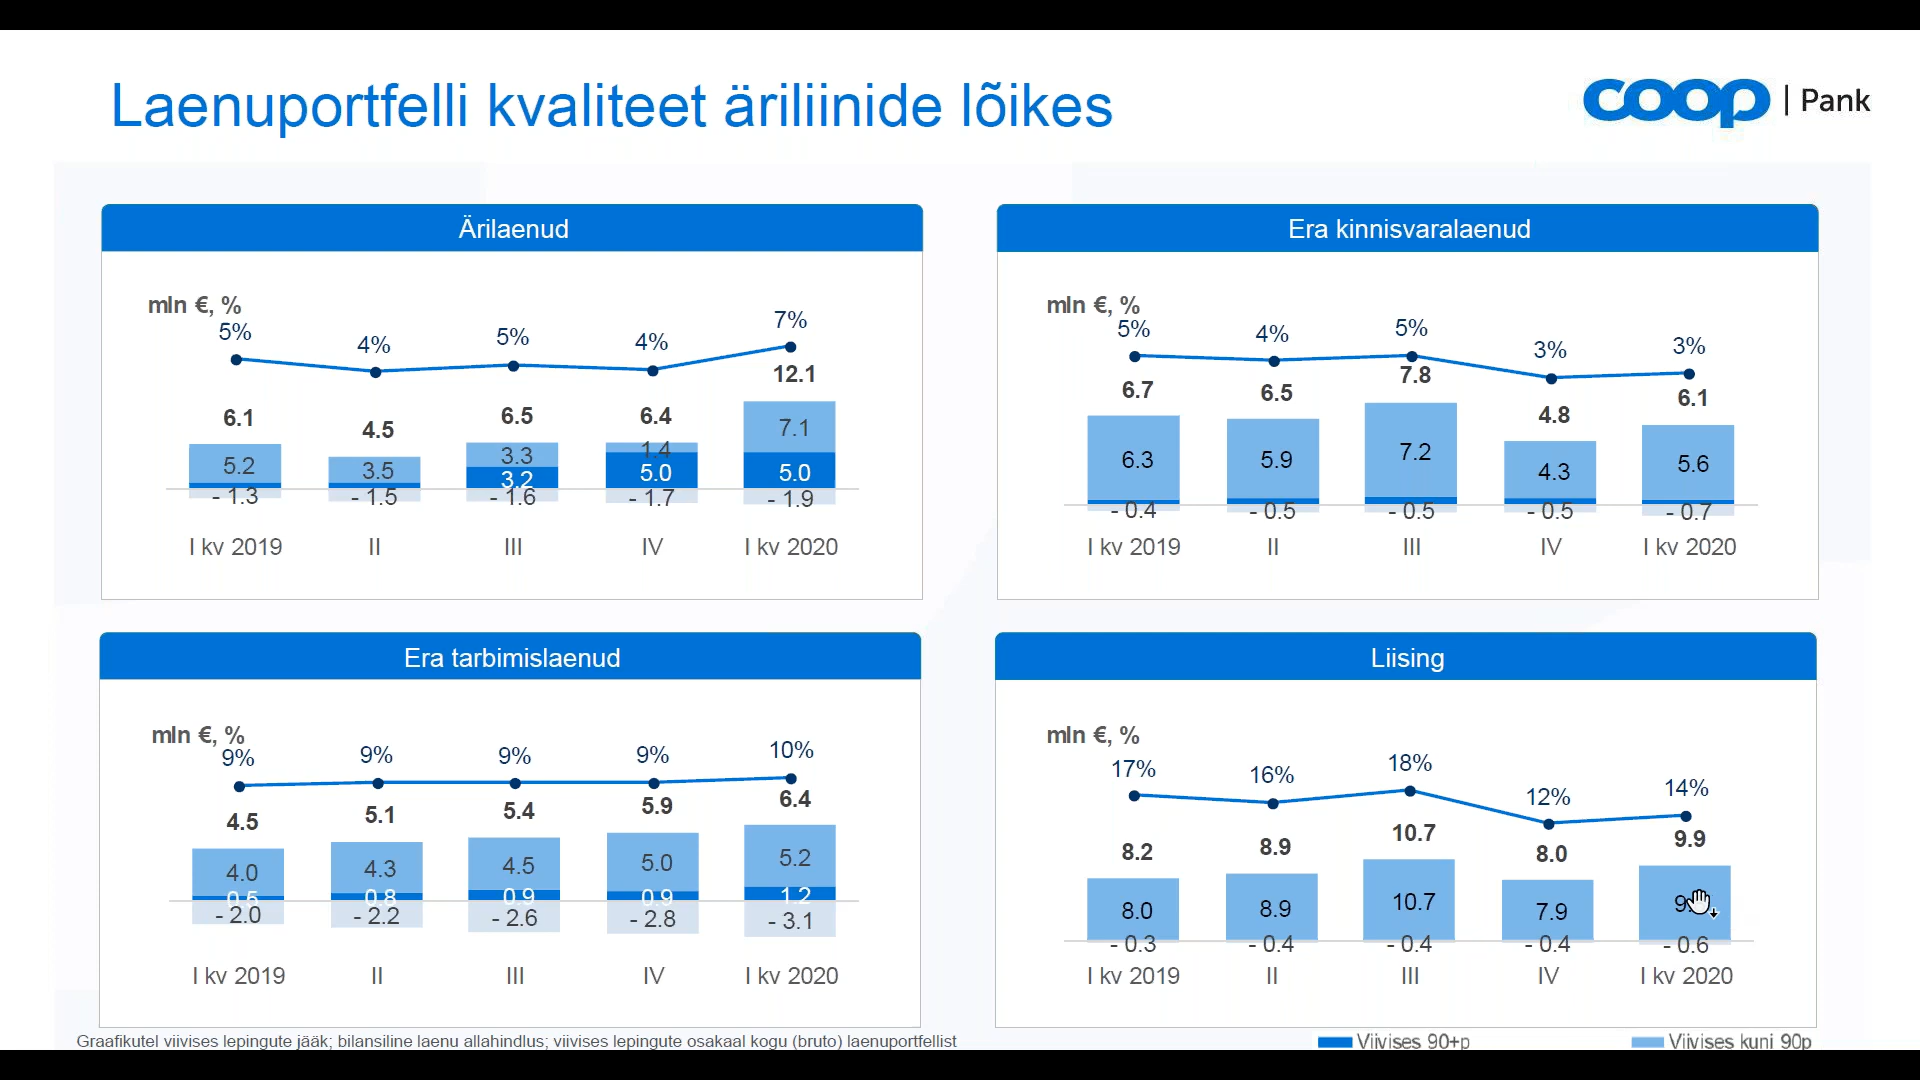 Laenuportfelli kvaliteet äriliinide lõikes
coop | Pank
Ärilaenud
mln €, %
5% 4% 5% 4% 7%
6.1 4.5 6.5 6.4 12.1
5.2 3.5 3.3 1.4 7.1
3.2 5.0 5.0
- 1.3 - 1.5 - 1.6 - 1.7 - 1.9
I kv 2019 II III IV I kv 2020
Era kinnisvaralaenud
mln €, %
5% 4% 5% 3% 3%
6.7 6.5 7.8 4.8 6.1
6.3 5.9 7.2 4.3 5.6
- 0.4 - 0.5 - 0.5 - 0.5 - 0.7
I kv 2019 II III IV I kv 2020
Era tarbimislaenud
mln €, %
9% 9% 9% 9% 10%
4.5 5.1 5.4 5.9 6.4
4.0 4.3 4.5 5.0 5.2
0.5 0.8 0.9 0.9 1.2
- 2.0 - 2.2 - 2.6 - 2.8 - 3.1
I kv 2019 II III IV I kv 2020
Liising
mln €, %
17% 16% 18% 12% 14%
8.2 8.9 10.7 8.0 9.9
8.0 8.9 10.7 7.9
- 0.3 - 0.4 - 0.4 - 0.4 - 0.6
I kv 2019 II III IV I kv 2020
Graafikutel viivises lepingute jääk; bilansiline laenu allahindlus; viivises lepingute osakaal kogu (bruto) laenuportfellist
Viivises 90+p Viivises kuni 90p